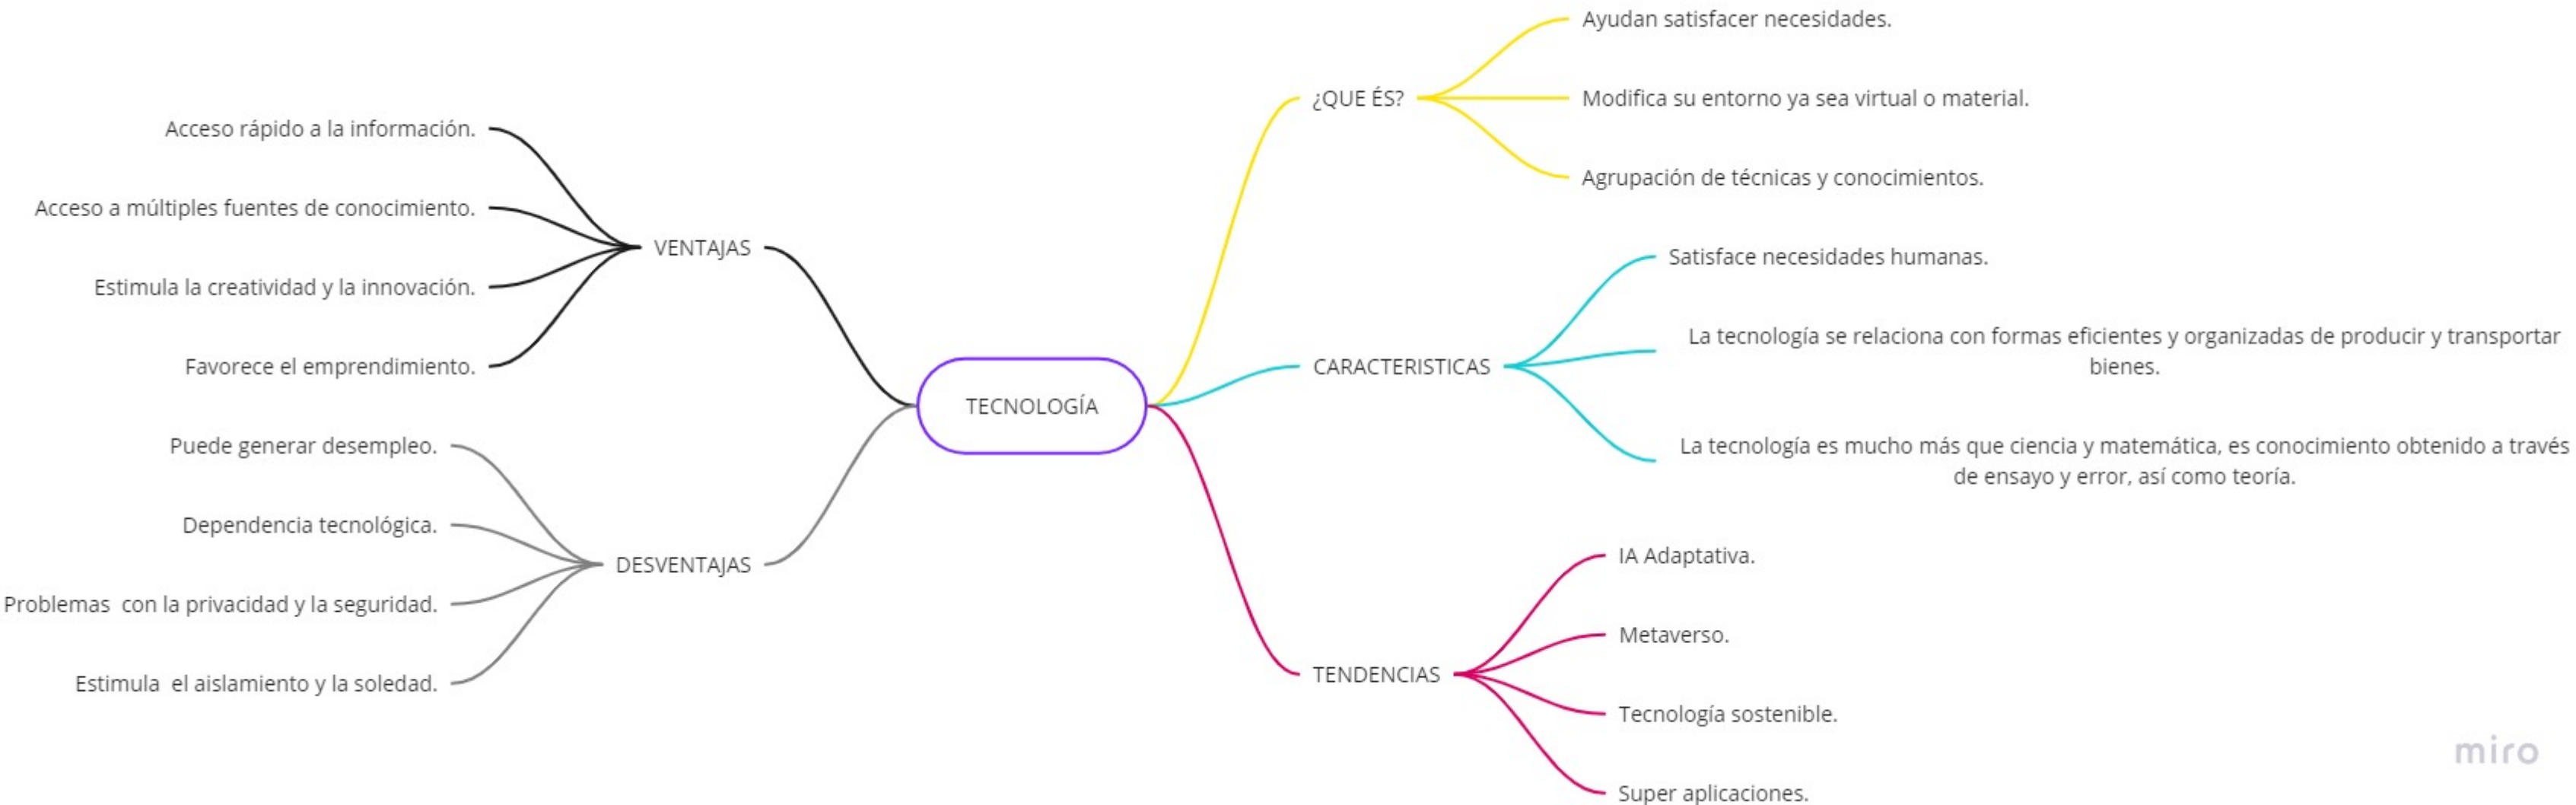 TECNOLOGÍA
¿QUE ÉS?
Ayudan satisfacer necesidades.
Modifica su entorno ya sea virtual o material.
Agrupación de técnicas y conocimientos.
CARACTERISTICAS
Satisface necesidades humanas.
La tecnología se relaciona con formas eficientes y organizadas de producir y transportar
bienes.
La tecnología es mucho más que ciencia y matemática, es conocimiento obtenido a través
de ensayo y error, así como teoría.
TENDENCIAS
IA Adaptativa.
Metaverso.
Tecnología sostenible.
Super aplicaciones.
VENTAJAS
Acceso rápido a la información.
Acceso a múltiples fuentes de conocimiento.
Estimula la creatividad y la innovación.
Favorece el emprendimiento.
DESVENTAJAS
Puede generar desempleo.
Dependencia tecnológica.
Problemas  con la privacidad y la seguridad.
Estimula  el aislamiento y la soledad.
miro